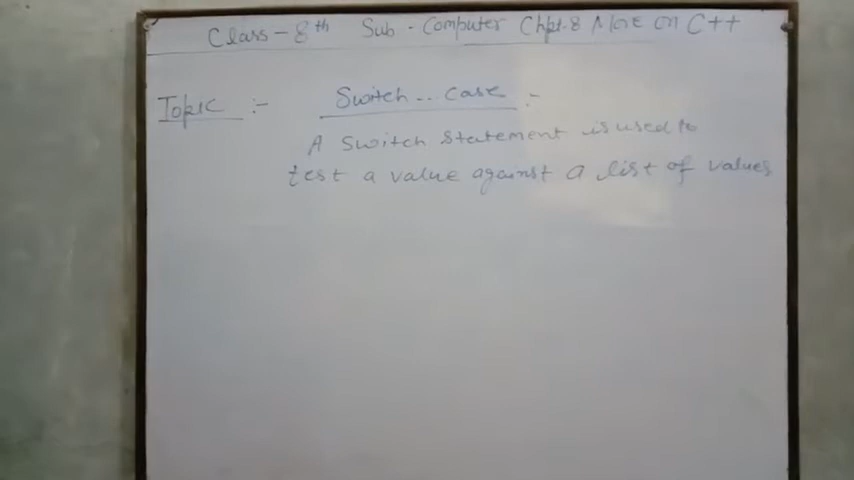 Class - 8th Sub - Computer Chpt. 8 More on C++
Topic :- Switch .. Case :-
A Switch Statement is used to
test a value against a list of values